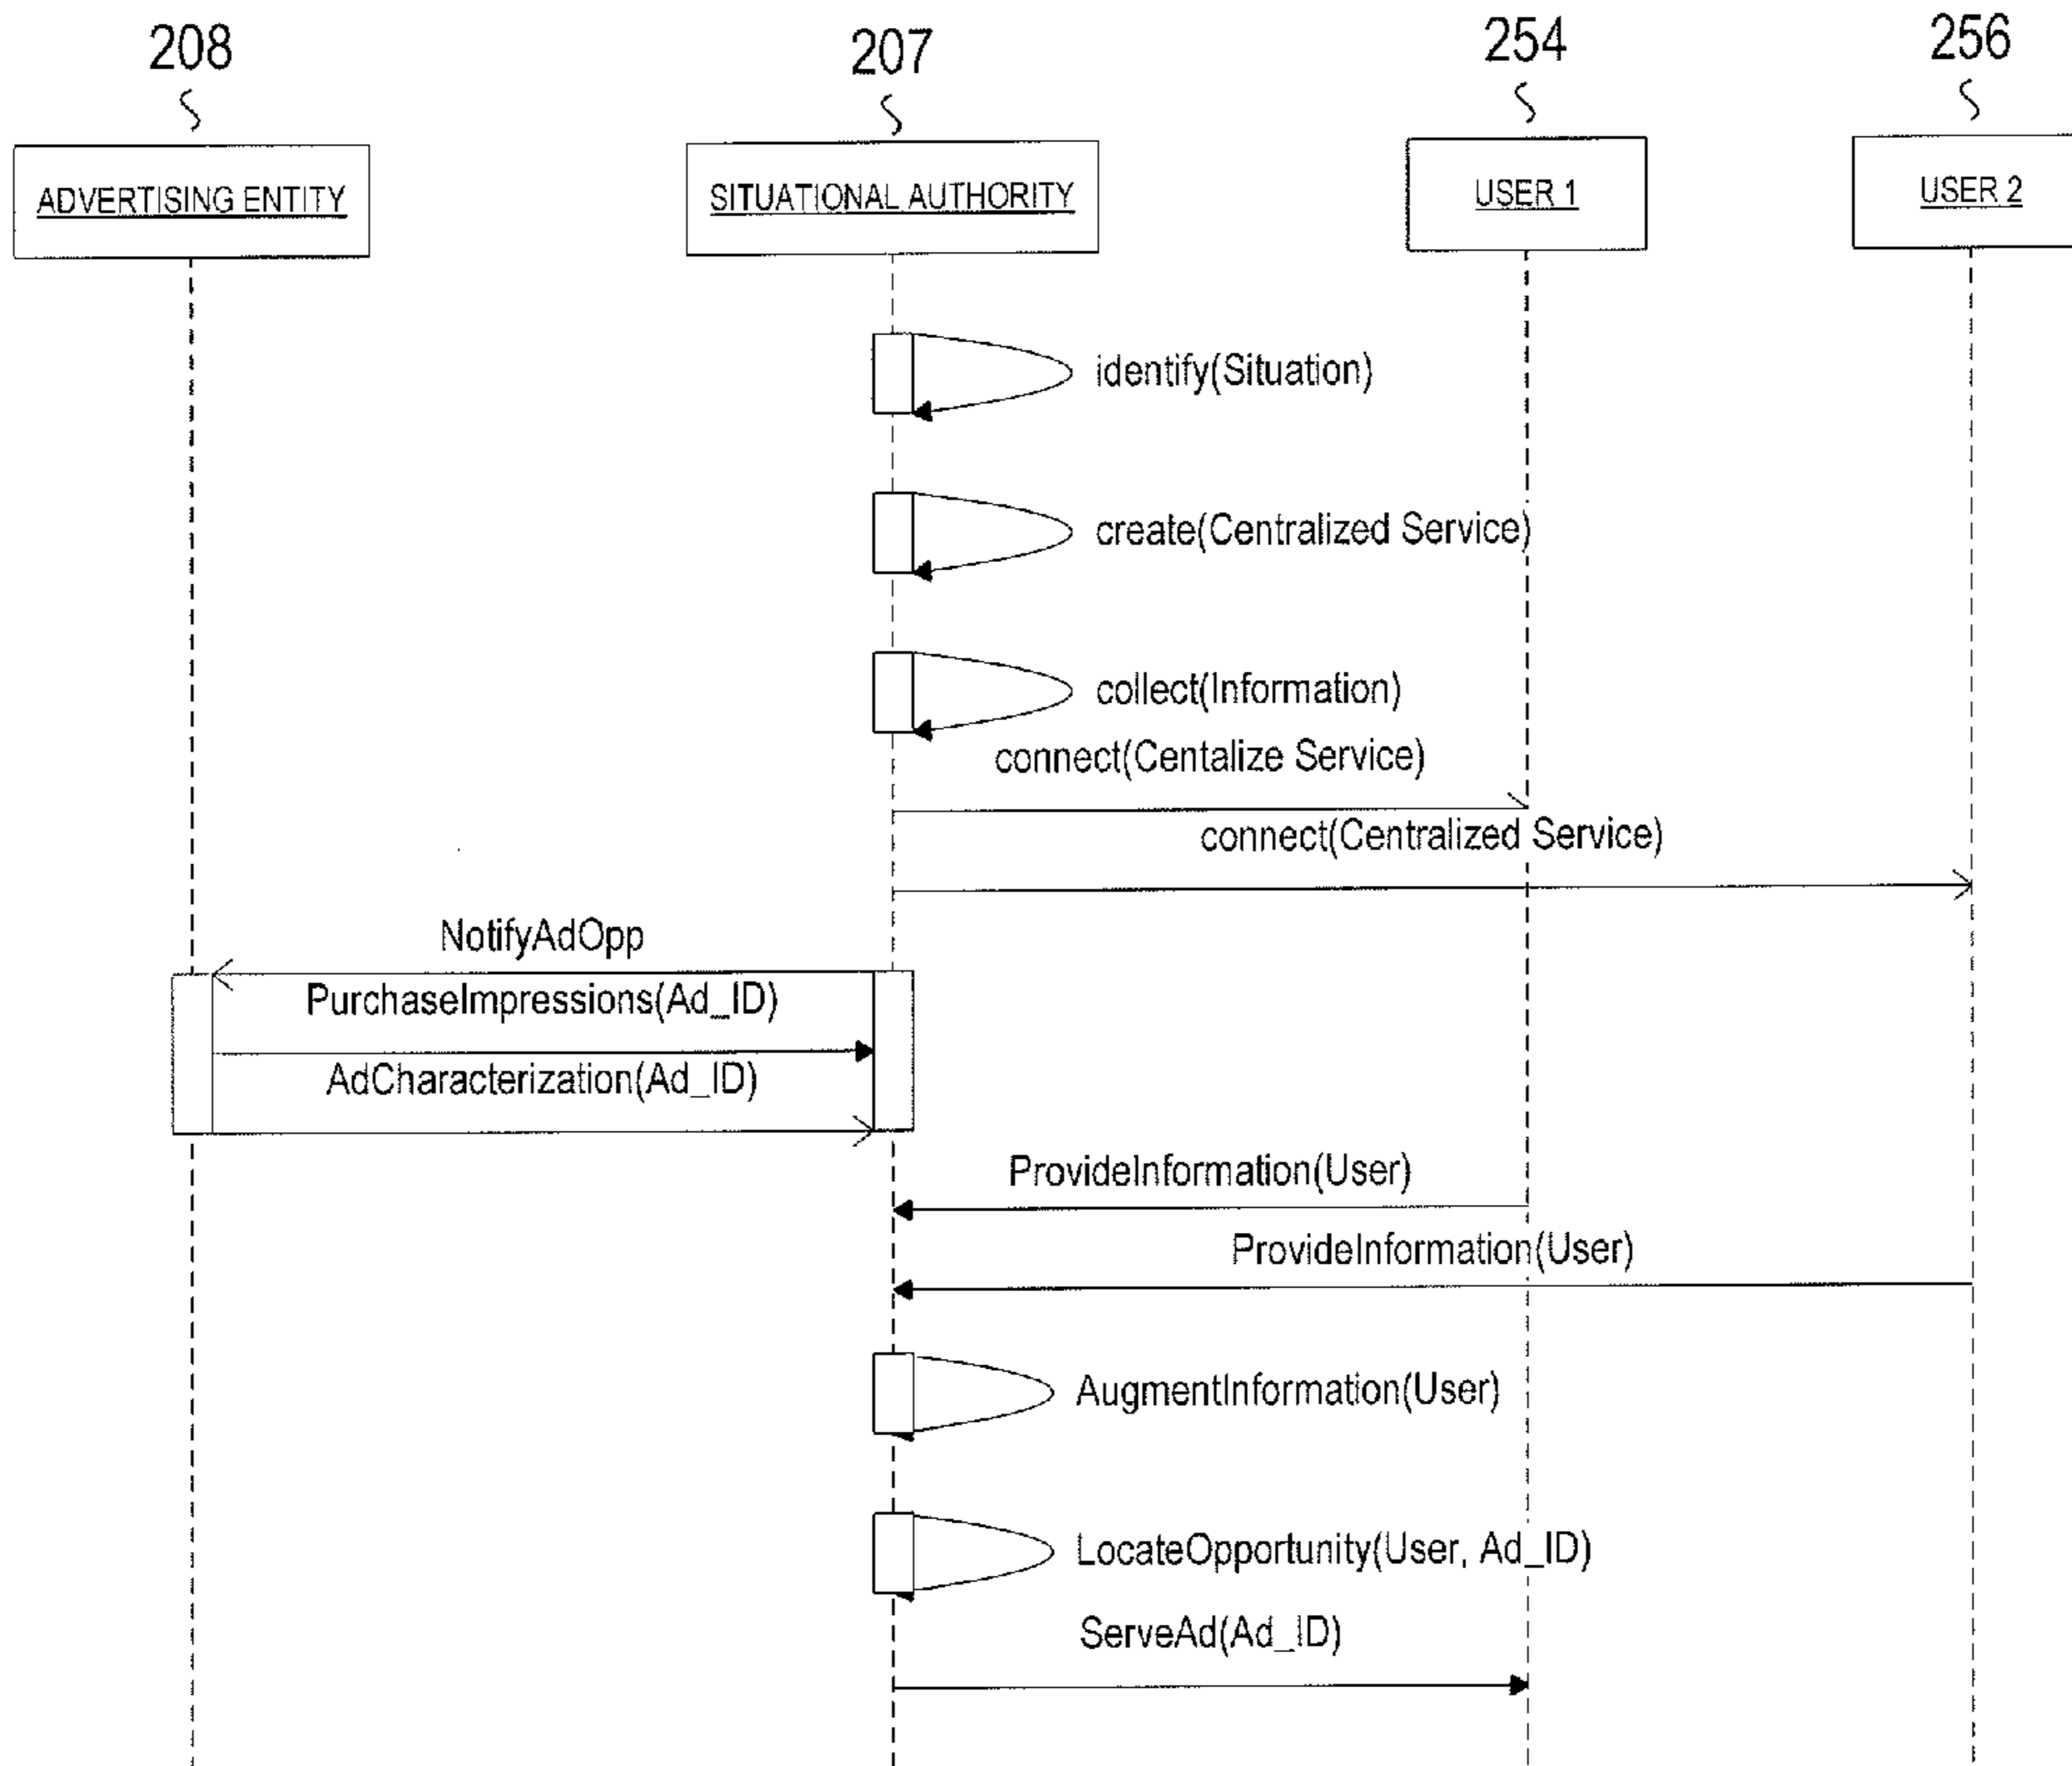 208
207
254
256
ADVERTISING ENTITY
SITUATIONAL AUTHORITY
USER 1
USER 2
identify(Situation)
create(Centralized Service)
collect(Information)
connect(Centalize Service)
connect(Centralized Service)
NotifyAdOpp
PurchaseImpressions(Ad_ID)
AdCharacterization(Ad_ID)
ProvideInformation(User)
ProvideInformation(User)
AugmentInformation(User)
LocateOpportunity(User, Ad_ID)
ServeAd(Ad_ID)